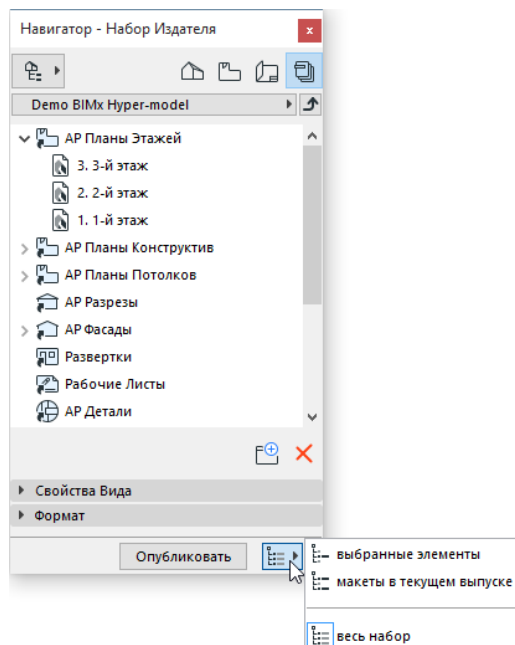 Навигатор - Набор Издателя
Demo BIMx Hyper-model
АР Планы Этажей
3. 3-й этаж
2. 2-й этаж
1. 1-й этаж
АР Планы Конструктив
АР Планы Потолков
АР Разрезы
АР Фасады
Развертки
Рабочие Листы
АР Детали
Свойства Вида
Формат
Опубликовать
выбранные элементы
макеты в текущем выпуске
весь набор